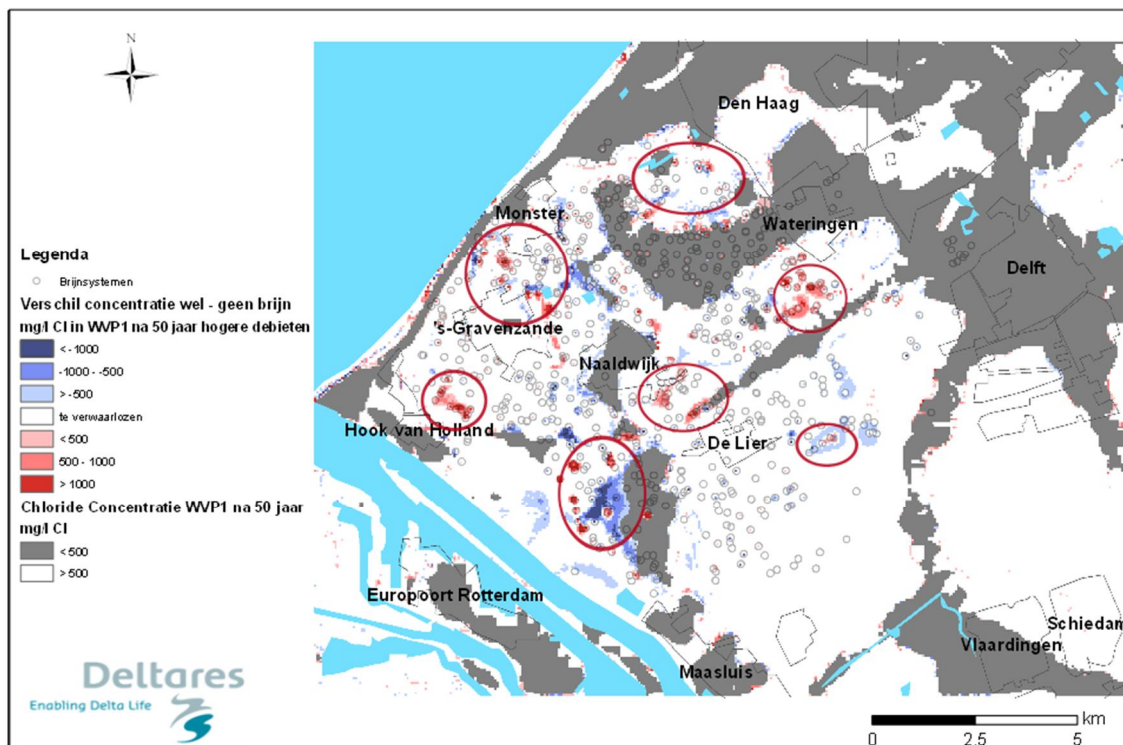 N
Den Haag
Monster
Wateringen
Delft
's-Gravenzande
Naaldwijk
Hook van Holland
De Lier
Europoort Rotterdam
Schiedam
Vlaardingen
Maasluis
Legenda
Brijnsystemen
Verschil concentratie wel - geen brijn
mg/l Cl in WVP1 na 50 jaar hogere debieten
< -1000
-1000 - -500
> -500
te verwaarlozen
< 500
500 - 1000
> 1000
Chloride Concentratie WVP1 na 50 jaar
mg/l Cl
< 500
> 500
Deltares
Enabling Delta Life
km
0 2.5 5